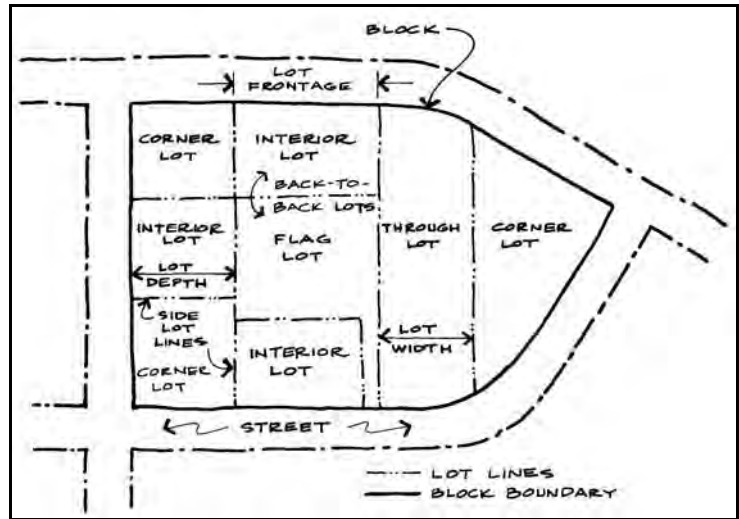 BLOCK
LOT
FRONTAGE
CORNER
LOT
INTERIOR
LOT
BACK-TO-
BACK LOTS
INTERIOR
LOT
FLAG
LOT
THROUGH
LOT
CORNER
LOT
LOT
DEPTH
SIDE
LOT
LINES
CORNER
LOT
INTERIOR
LOT
LOT
WIDTH
STREET
LOT LINES
BLOCK BOUNDARY